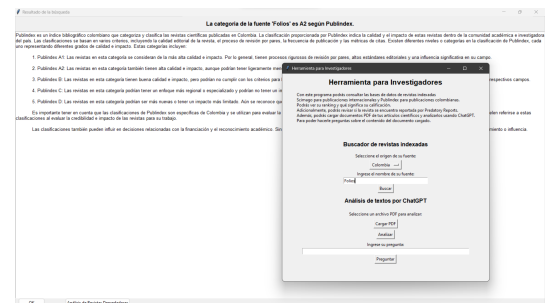 Resultado de la búsqueda
La categoría de la fuente 'Folios' es A2 según Publindex.
Publindex es un índice bibliográfico colombiano que categoriza y clasifica las revistas científicas publicadas en Colombia. La clasificación proporcionada por Publindex indica la calidad y el impacto de estas revistas dentro de la comunidad académica e investigadora
del país. Las clasificaciones se basan en varios criterios, incluyendo la calidad editorial de la revista, el proceso de revisión por pares, la frecuencia de publicación y las métricas de citas. Existen diferentes niveles o categorías en la clasificación de Publindex, cada
uno representando diferentes grados de calidad e impacto. Estas categorías incluyen:
1. Publindex A1: Las revistas en esta categoría se consideran de la más alta calidad e impacto. Por lo general, tienen procesos rigurosos de revisión por pares, altos estándares editoriales y una influencia significativa en su campo.
2. Publindex A2: Las revistas en esta categoría también tienen alta calidad e impacto, aunque podrían tener ligeramente
3. Publindex B: Las revistas en esta categoría tienen buena calidad e impacto, pero podrían no cumplir con los criterios para
respectivos campos.
4. Publindex C: Las revistas en esta categoría podrían tener un enfoque más regional o especializado y podrían no tener un
5. Publindex D: Las revistas en esta categoría podrían ser más nuevas o tener un impacto más limitado. Aún se reconoce que
Es importante tener en cuenta que las clasificaciones de Publindex son específicas de Colombia y se utilizan para evaluar la
referirse a estas
clasificaciones al evaluar la credibilidad e impacto de las revistas para su trabajo.
Las clasificaciones también pueden influir en decisiones relacionadas con la financiación y el reconocimiento académico.
o influencia.
Herramienta para Investigadores
Herramienta para Investigadores
Con este programa podrás consultar las bases de datos de revistas indexadas:
Scimago para publicaciones internacionales y Publindex para publicaciones colombianas.
Podrás ver su ranking y qué significa su calificación.
Adicionalmente, podrás revisar si la revista se encuentra reportada por Predatory Reports.
Además, podrás cargar documentos PDF de tus artículos científicos y analizarlos usando ChatGPT.
Para poder hacerle preguntas sobre el contenido del documento cargado.
Buscador de revistas indexadas
Seleccione el origen de su fuente:
Colombia
Ingrese el nombre de su fuente:
Folios
Buscar
Análisis de textos por ChatGPT
Seleccione un archivo PDF para analizar:
Cargar PDF
Analizar
Ingrese su pregunta:
Preguntar
OK
Análisis de Revistas Depredadoras